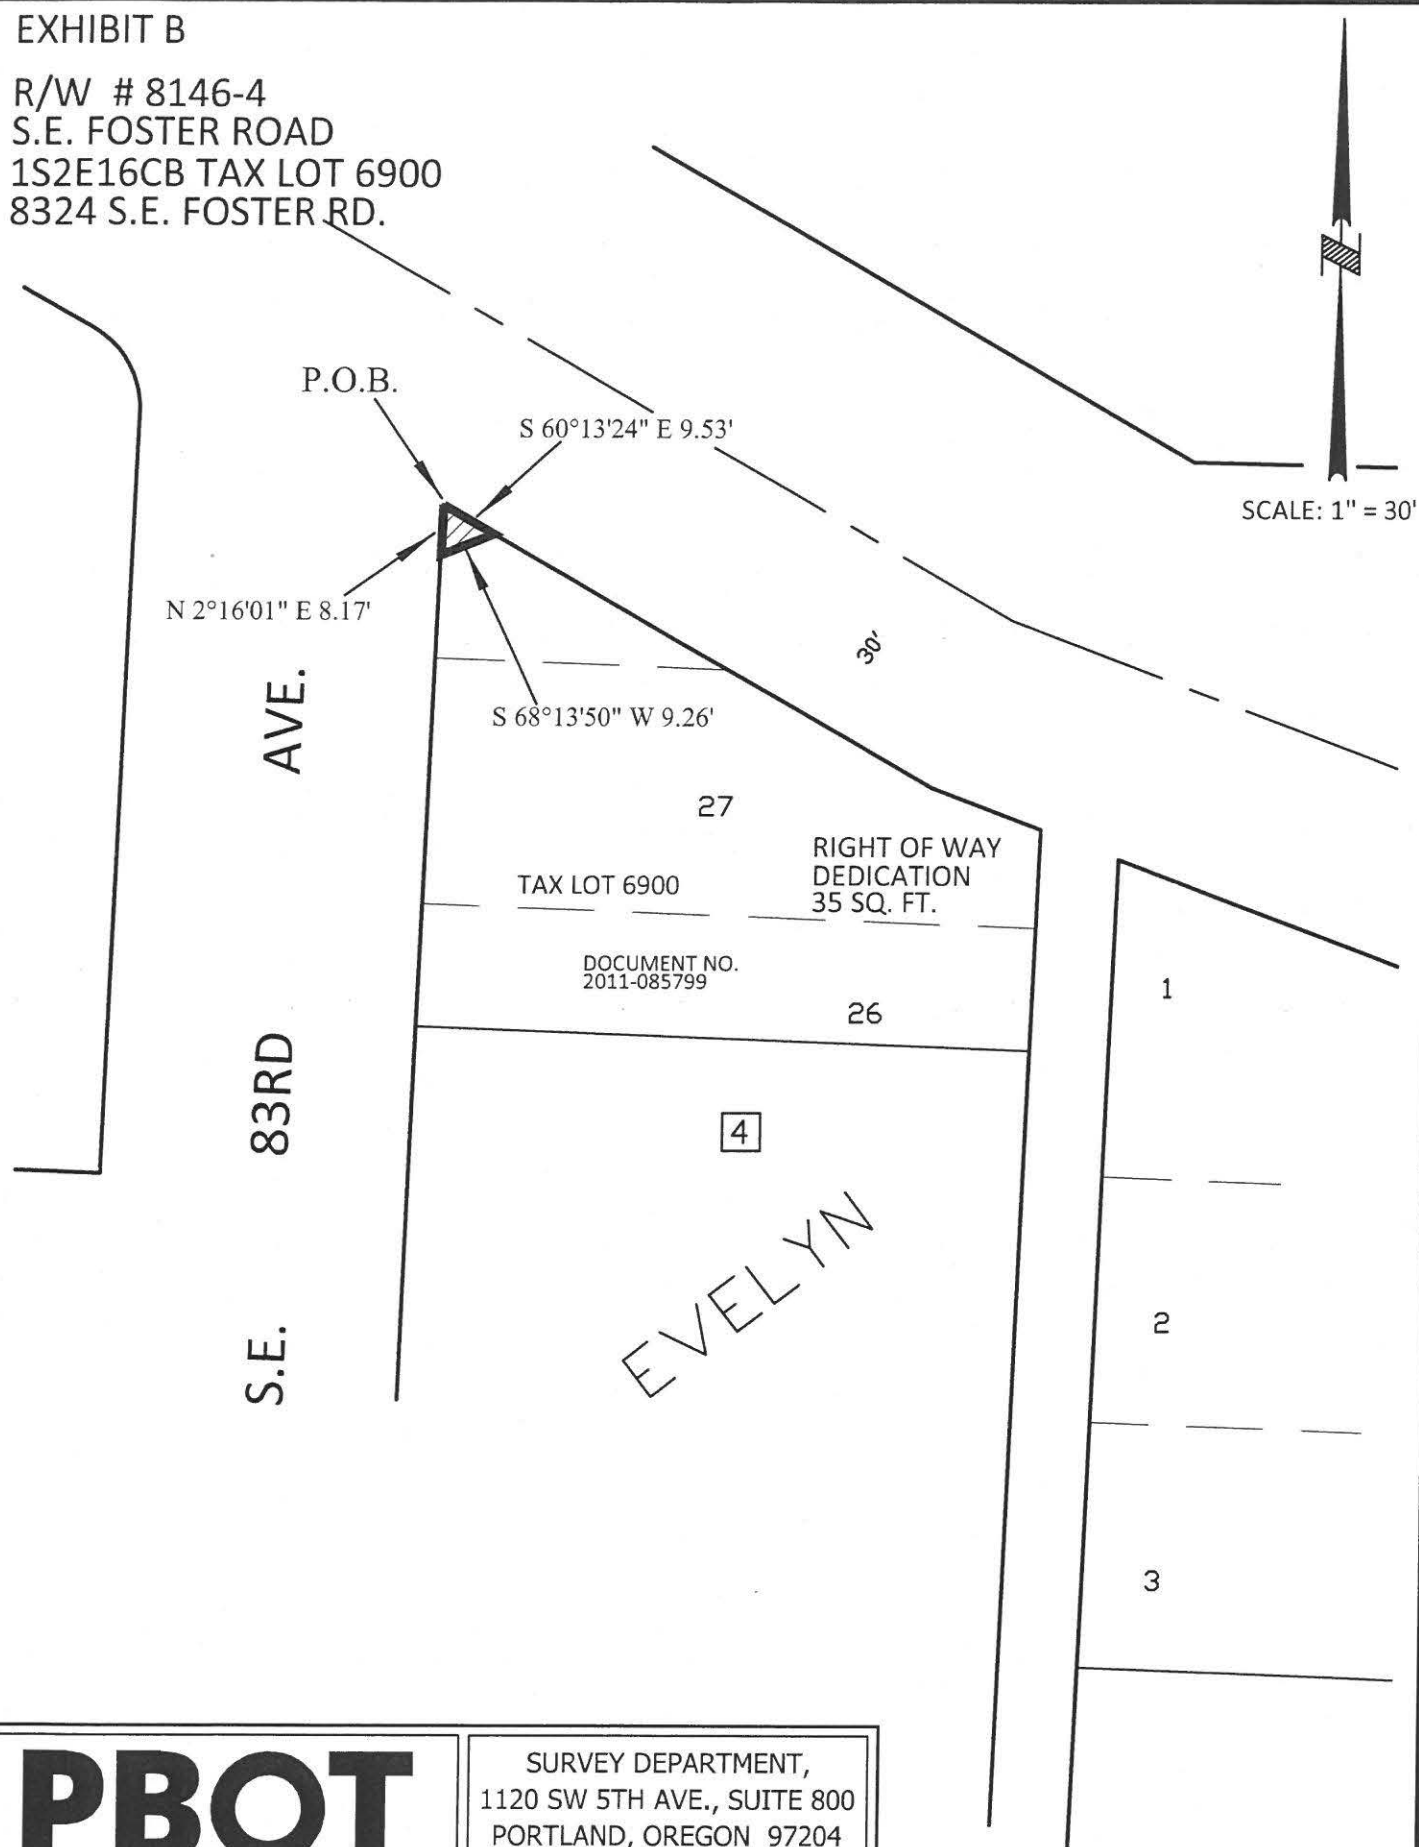 EXHIBIT B
R/W # 8146-4
S.E. FOSTER ROAD
1S2E16CB TAX LOT 6900
8324 S.E. FOSTER RD.
P.O.B.
S 60°13'24" E 9.53'
SCALE: 1" = 30'
N 2°16'01" E 8.17'
30'
S 68°13'50" W 9.26'
S.E. 83RD AVE.
27
RIGHT OF WAY
DEDICATION
35 SQ. FT.
TAX LOT 6900
DOCUMENT NO.
2011-085799
26
1
4
EVELYN
2
3
PBOT
SURVEY DEPARTMENT,
1120 SW 5TH AVE., SUITE 800
PORTLAND, OREGON 97204